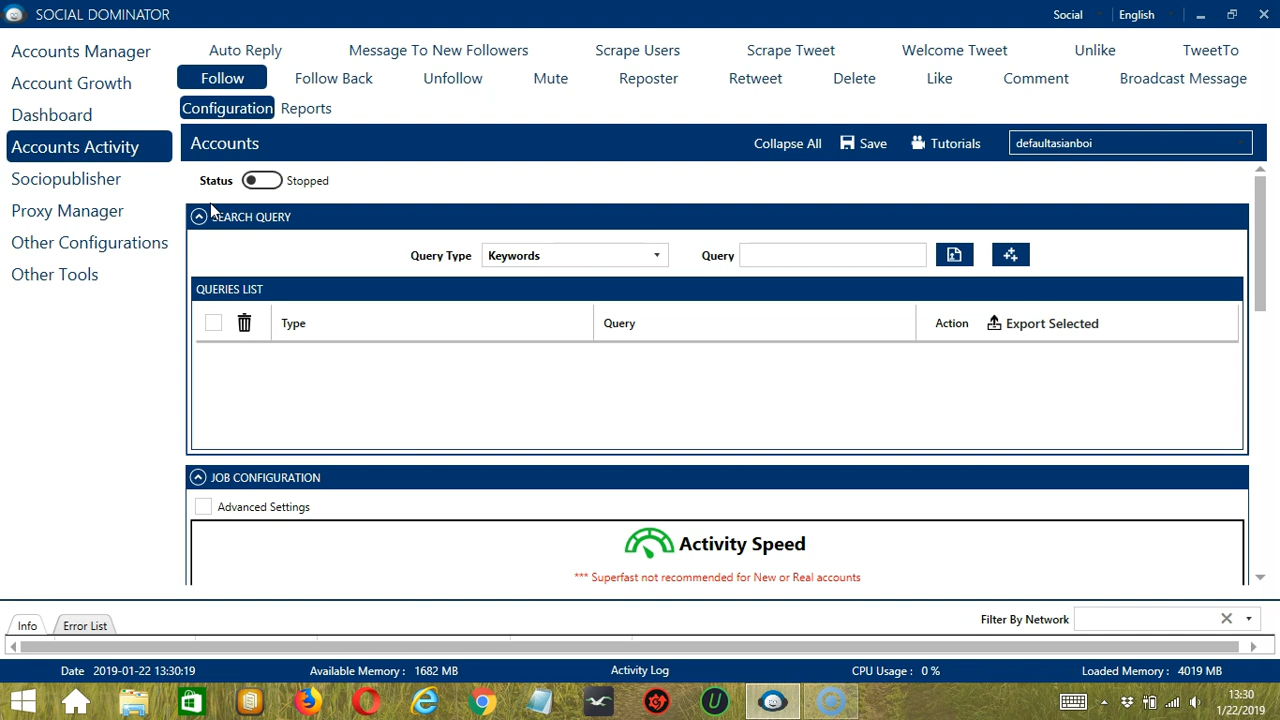 SOCIAL DOMINATOR
Social
English
Accounts Manager
Account Growth
Dashboard
Accounts Activity
Sociopublisher
Proxy Manager
Other Configurations
Other Tools
Auto Reply
Message To New Followers
Scrape Users
Scrape Tweet
Welcome Tweet
Unlike
TweetTo
Follow
Follow Back
Unfollow
Mute
Reposter
Retweet
Delete
Like
Comment
Broadcast Message
Configuration
Reports
Accounts
Collapse All
Save
Tutorials
defaultasianboi
Status
Stopped
SEARCH QUERY
Query Type
Keywords
Query
QUERIES LIST
Type
Query
Action
Export Selected
JOB CONFIGURATION
Advanced Settings
Activity Speed
*** Superfast not recommended for New or Real accounts
Info
Error List
Filter By Network
Date 2019-01-22 13:30:19
Available Memory : 1682 MB
Activity Log
CPU Usage : 0 %
Loaded Memory : 4019 MB
13:30
1/22/2019